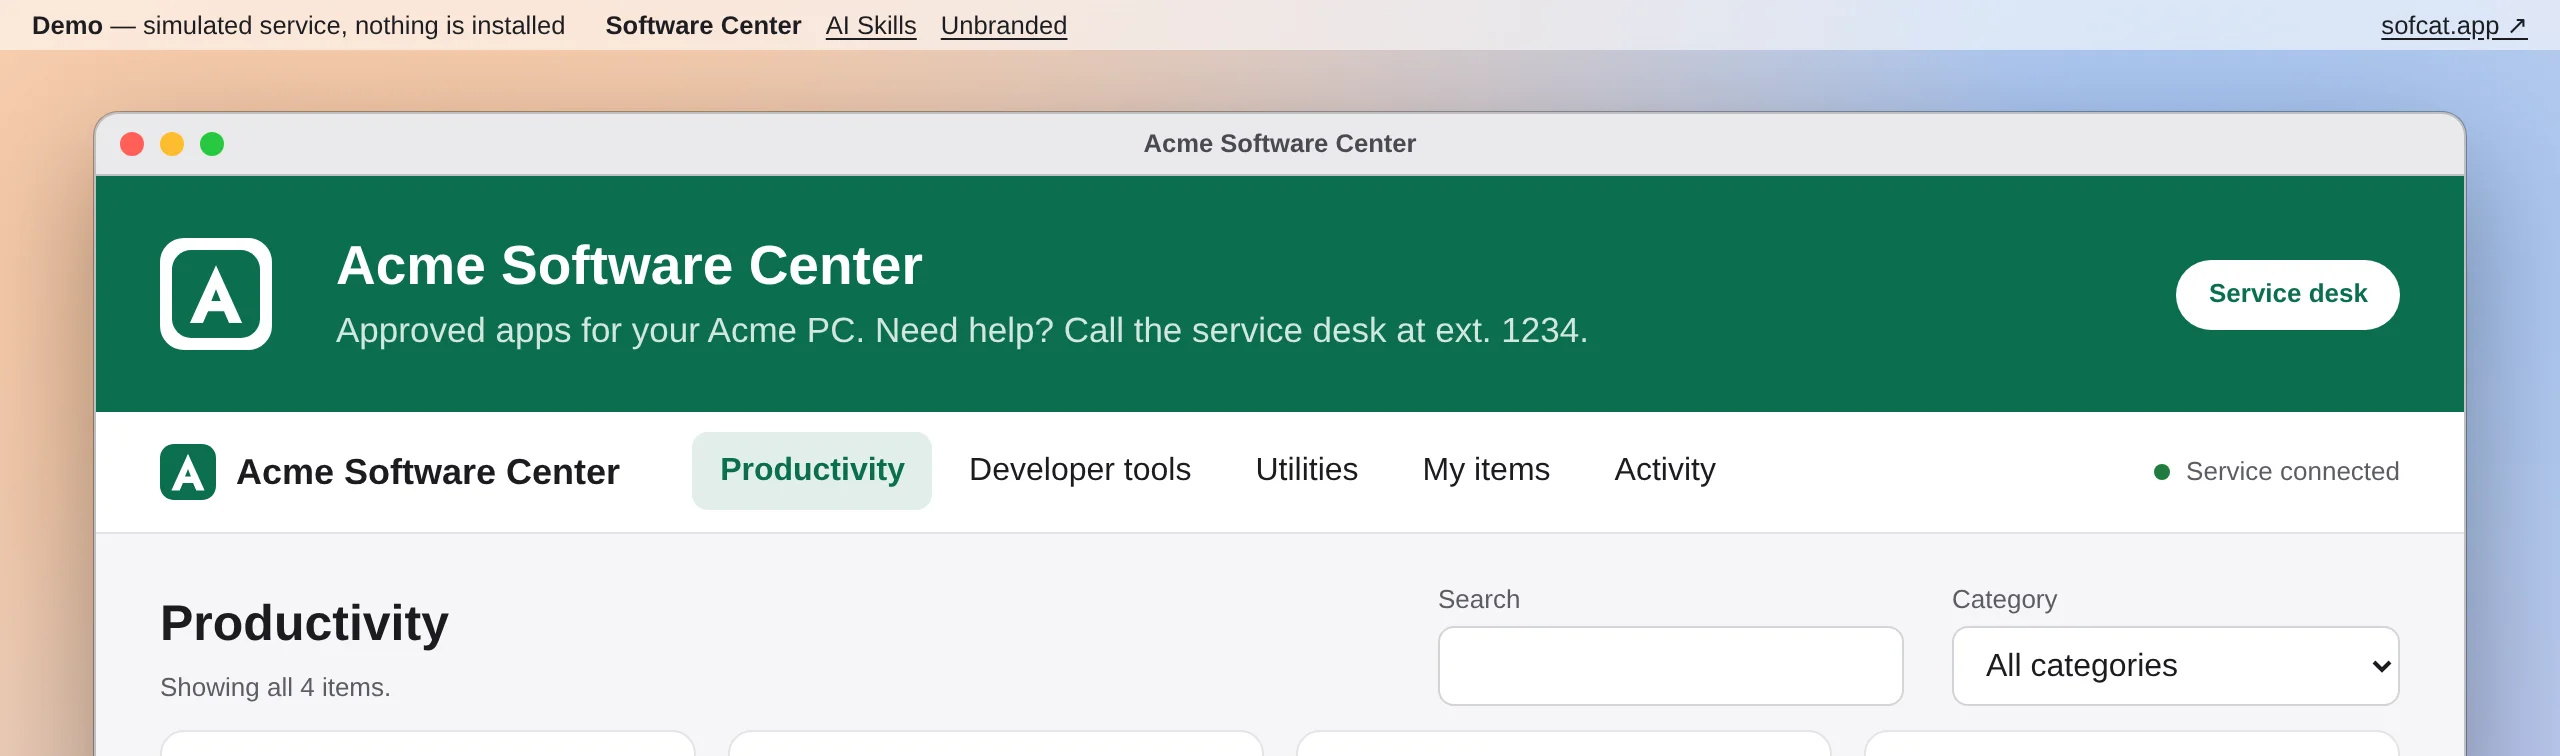 Demo — simulated service, nothing is installed Software Center AI Skills Unbranded sofcat.app ↗
Acme Software Center
A
Acme Software Center
Approved apps for your Acme PC. Need help? Call the service desk at ext. 1234.
Service desk
A Acme Software Center Productivity Developer tools Utilities My items Activity Service connected
Productivity
Showing all 4 items.
Search
Category
All categories